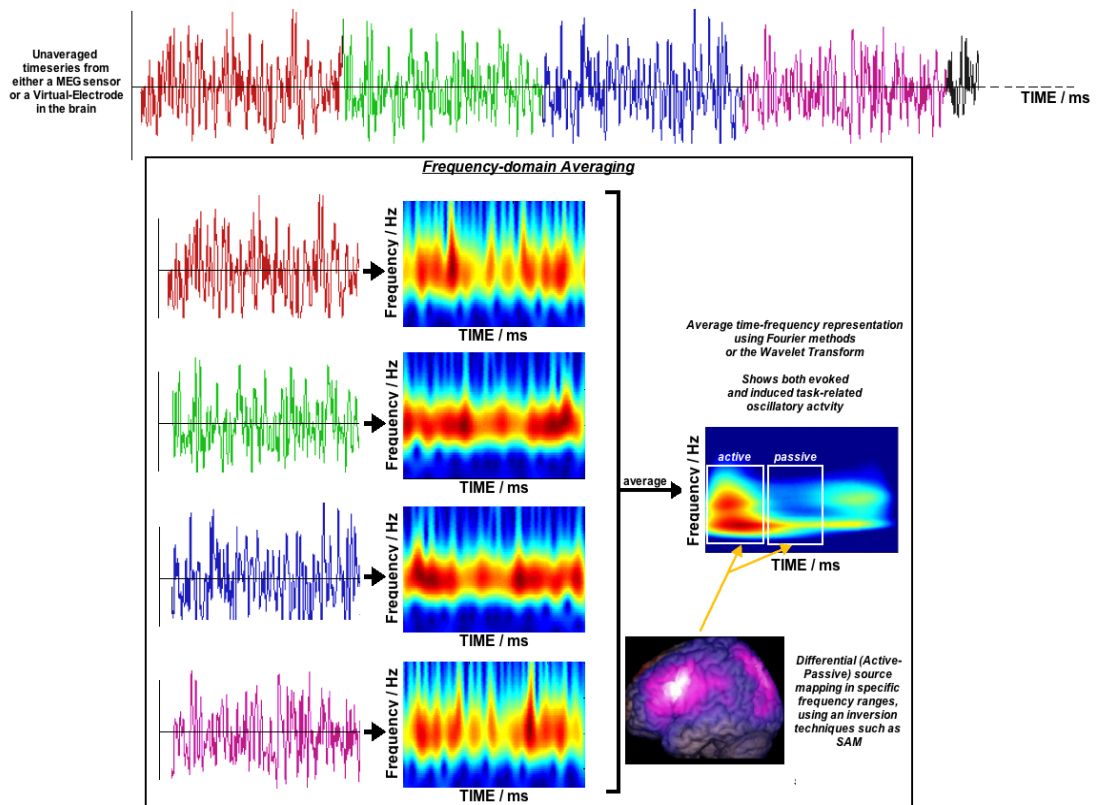 Unaveraged
timeseries from
either a MEG sensor
or a Virtual-Electrode
in the brain
TIME / ms
Frequency-domain Averaging
Frequency / Hz
TIME / ms
Frequency / Hz
TIME / ms
Frequency / Hz
TIME / ms
Frequency / Hz
TIME / ms
average
Average time-frequency representation
using Fourier methods
or the Wavelet Transform
Shows both evoked
and induced task-related
oscillatory actvity
Frequency / Hz
active
passive
TIME / ms
Differential (Active-
Passive) source
mapping in specific
frequency ranges,
using an inversion
techniques such as
SAM